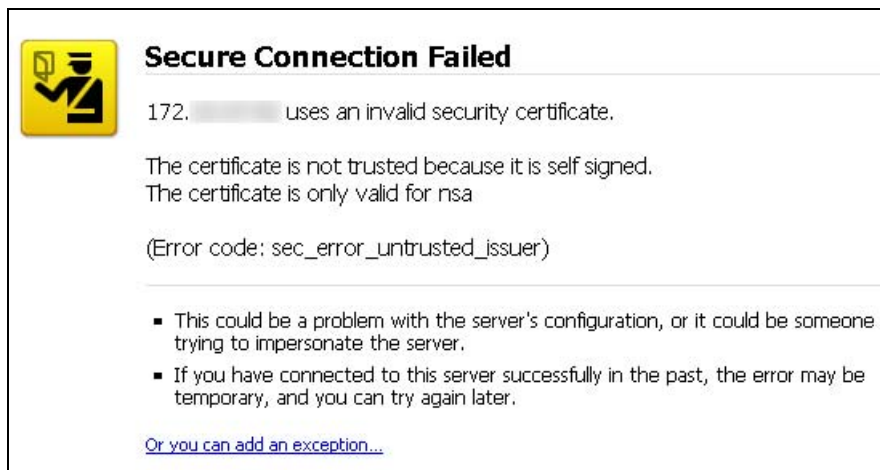 Secure Connection Failed
172. uses an invalid security certificate.
The certificate is not trusted because it is self signed.
The certificate is only valid for nsa
(Error code: sec_error_untrusted_issuer)
▪ This could be a problem with the server's configuration, or it could be someone
trying to impersonate the server.
▪ If you have connected to this server successfully in the past, the error may be
temporary, and you can try again later.
Or you can add an exception...